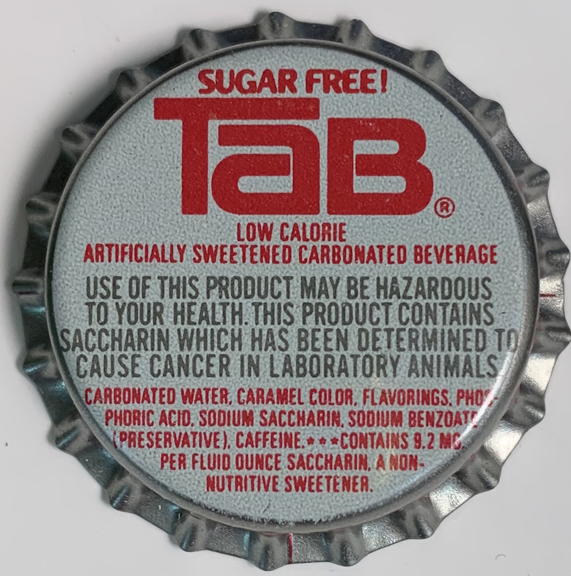 SUGAR FREE!
TaB®
LOW CALORIE
ARTIFICIALLY SWEETENED CARBONATED BEVERAGE
USE OF THIS PRODUCT MAY BE HAZARDOUS
TO YOUR HEALTH. THIS PRODUCT CONTAINS
SACCHARIN WHICH HAS BEEN DETERMINED TO
CAUSE CANCER IN LABORATORY ANIMALS
CARBONATED WATER, CARAMEL COLOR, FLAVORINGS, PHOS-
PHORIC ACID, SODIUM SACCHARIN, SODIUM BENZOATE
(PRESERVATIVE), CAFFEINE.★★★CONTAINS 9.2 MG.
PER FLUID OUNCE SACCHARIN, A NON-
NUTRITIVE SWEETENER.